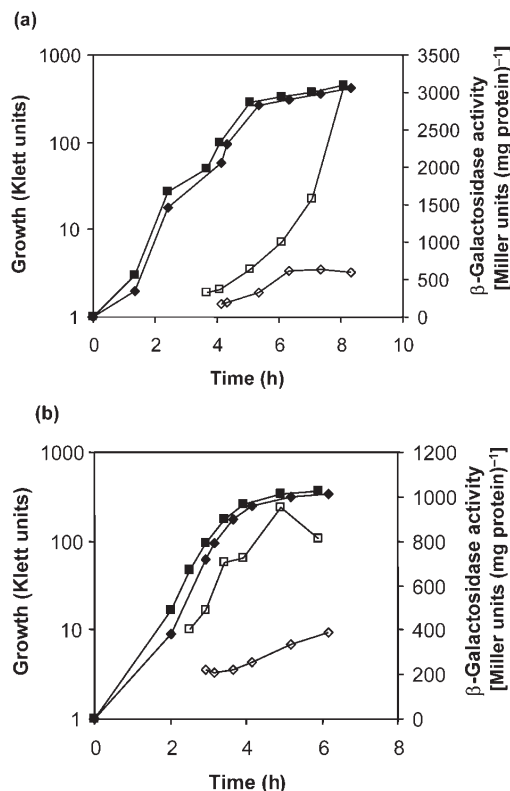 (a)
1000
100
10
1
Growth (Klett units)
3500
3000
2500
2000
1500
1000
500
0
β-Galactosidase activity
[Miller units (mg protein)⁻¹]
0 2 4 6 8 10
Time (h)
(b)
1000
100
10
1
Growth (Klett units)
1200
1000
800
600
400
200
0
β-Galactosidase activity
[Miller units (mg protein)⁻¹]
0 2 4 6 8
Time (h)